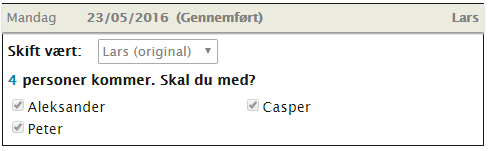 Mandag 23/05/2016 (Gennemført) Lars
Skift vært: Lars (original)
4 personer kommer. Skal du med?
Aleksander Casper
Peter